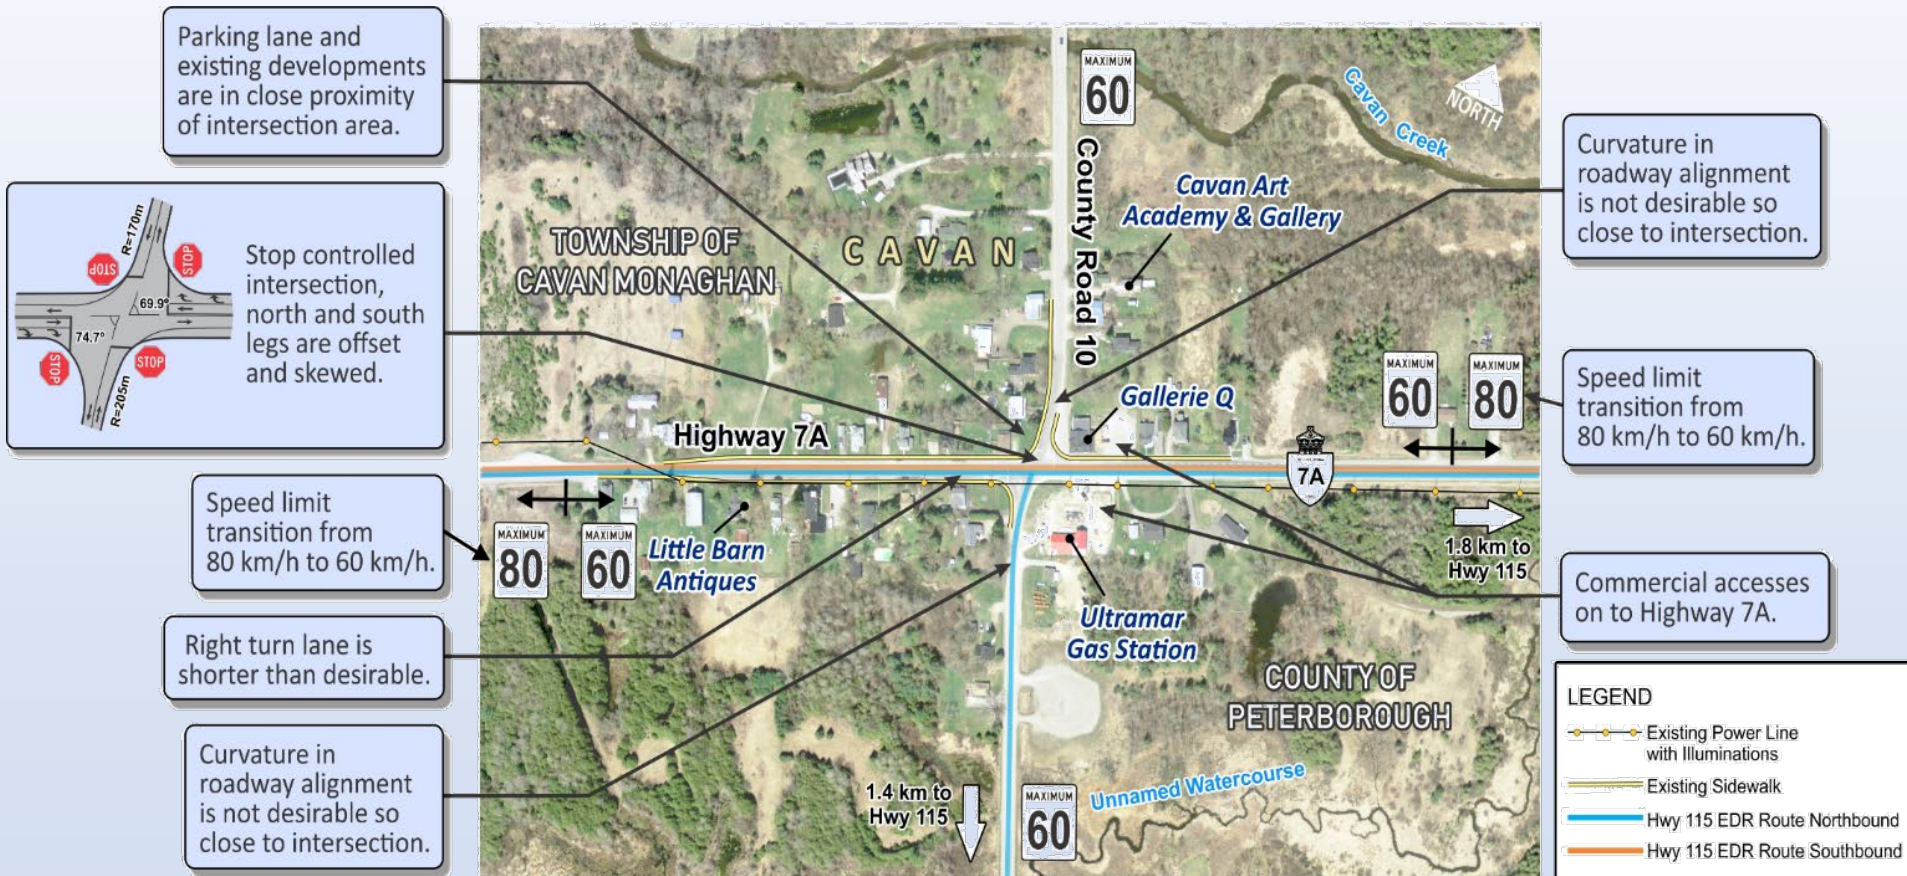 Parking lane and
existing developments
are in close proximity
of intersection area.
STOP
STOP
STOP
STOP
R=170m
69.9°
74.7°
R=205m
Stop controlled
intersection,
north and south
legs are offset
and skewed.
Speed limit
transition from
80 km/h to 60 km/h.
Right turn lane is
shorter than desirable.
Curvature in
roadway alignment
is not desirable so
close to intersection.
MAXIMUM
60
County Road 10
Cavan Creek
NORTH
Cavan Art
Academy & Gallery
TOWNSHIP OF
CAVAN MONAGHAN
CAVAN
Gallerie Q
Highway 7A
MAXIMUM
60
MAXIMUM
80
7A
MAXIMUM
80
MAXIMUM
60
Little Barn
Antiques
1.8 km to
Hwy 115
Ultramar
Gas Station
COUNTY OF
PETERBOROUGH
1.4 km to
Hwy 115
MAXIMUM
60
Unnamed Watercourse
Curvature in
roadway alignment
is not desirable so
close to intersection.
Speed limit
transition from
80 km/h to 60 km/h.
Commercial accesses
on to Highway 7A.
LEGEND
Existing Power Line
with Illuminations
Existing Sidewalk
Hwy 115 EDR Route Northbound
Hwy 115 EDR Route Southbound